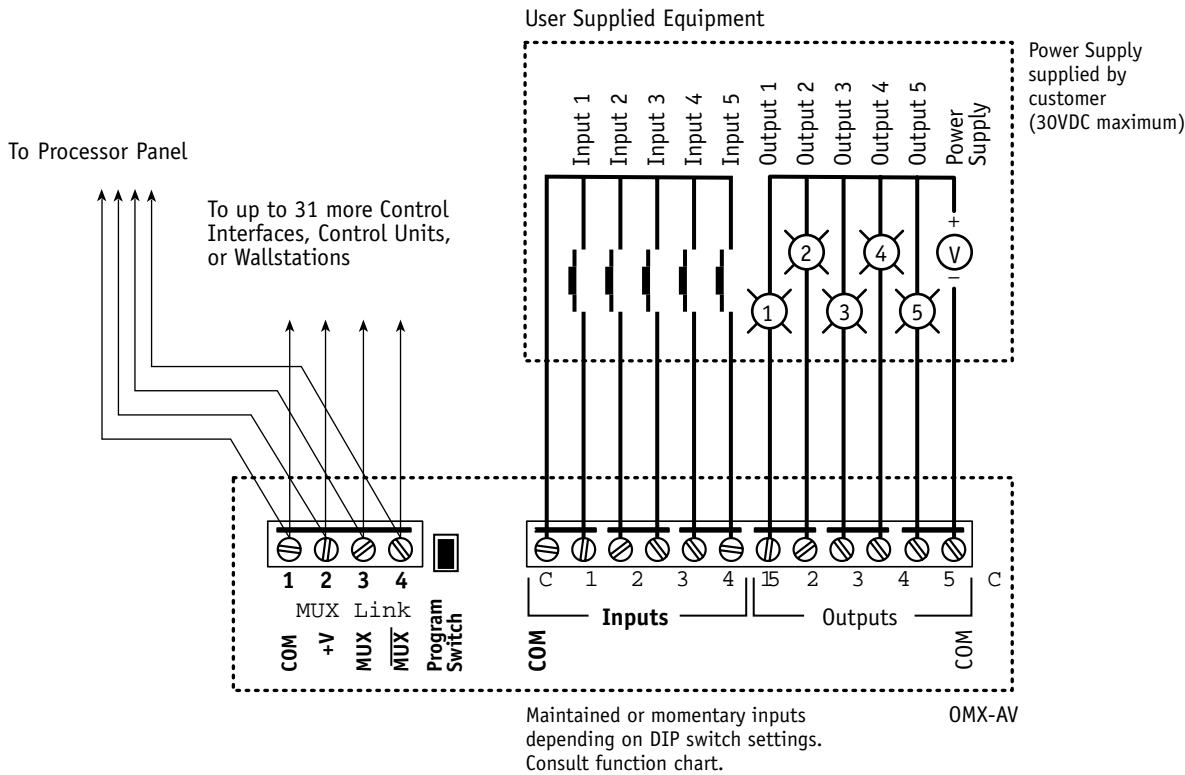 User Supplied Equipment
Power Supply
supplied by
customer
(30VDC maximum)
Input 1
Input 2
Input 3
Input 4
Input 5
Output 1
Output 2
Output 3
Output 4
Output 5
Power
Supply
To Processor Panel
To up to 31 more Control
Interfaces, Control Units,
or Wallstations
+
V
−
1
2
3
4
5
1 2 3 4
MUX Link
COM
+V
MUX
MUX
Program
Switch
C 1 2 3 4 15 2 3 4 5 C
Inputs
Outputs
COM
COM
Maintained or momentary inputs
depending on DIP switch settings.
Consult function chart.
OMX-AV